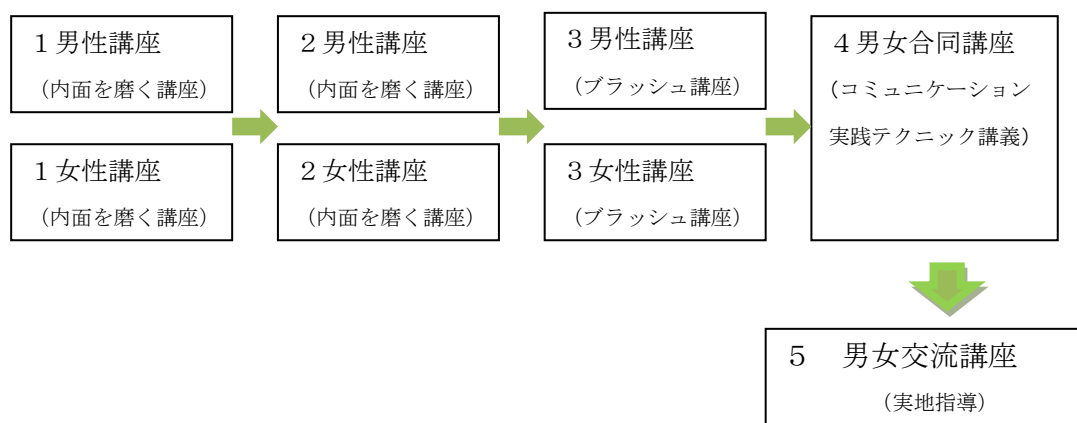 1男性講座
(内面を磨く講座)
1女性講座
(内面を磨く講座)
2男性講座
(内面を磨く講座)
2女性講座
(内面を磨く講座)
3男性講座
(ブラッシュ講座)
3女性講座
(ブラッシュ講座)
4男女合同講座
(コミュニケーション
実践テクニック講義)
5 男女交流講座
(実地指導)